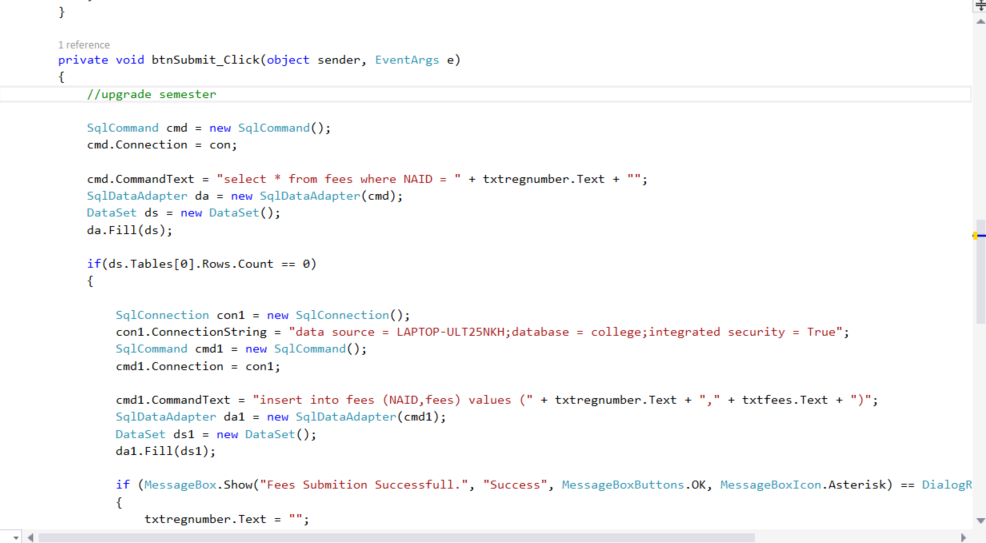 }
1 reference
private void btnSubmit_Click(object sender, EventArgs e)
{
//upgrade semester
SqlCommand cmd = new SqlCommand();
cmd.Connection = con;
cmd.CommandText = "select * from fees where NAID = " + txtregnumber.Text + "";
SqlDataAdapter da = new SqlDataAdapter(cmd);
DataSet ds = new DataSet();
da.Fill(ds);
if(ds.Tables[0].Rows.Count == 0)
{
SqlConnection con1 = new SqlConnection();
con1.ConnectionString = "data source = LAPTOP-ULT25NKH;database = college;integrated security = True";
SqlCommand cmd1 = new SqlCommand();
cmd1.Connection = con1;
cmd1.CommandText = "insert into fees (NAID,fees) values (" + txtregnumber.Text + "," + txtfees.Text + ")";
SqlDataAdapter da1 = new SqlDataAdapter(cmd1);
DataSet ds1 = new DataSet();
da1.Fill(ds1);
if (MessageBox.Show("Fees Submition Successfull.", "Success", MessageBoxButtons.OK, MessageBoxIcon.Asterisk) == DialogR
{
txtregnumber.Text = "";